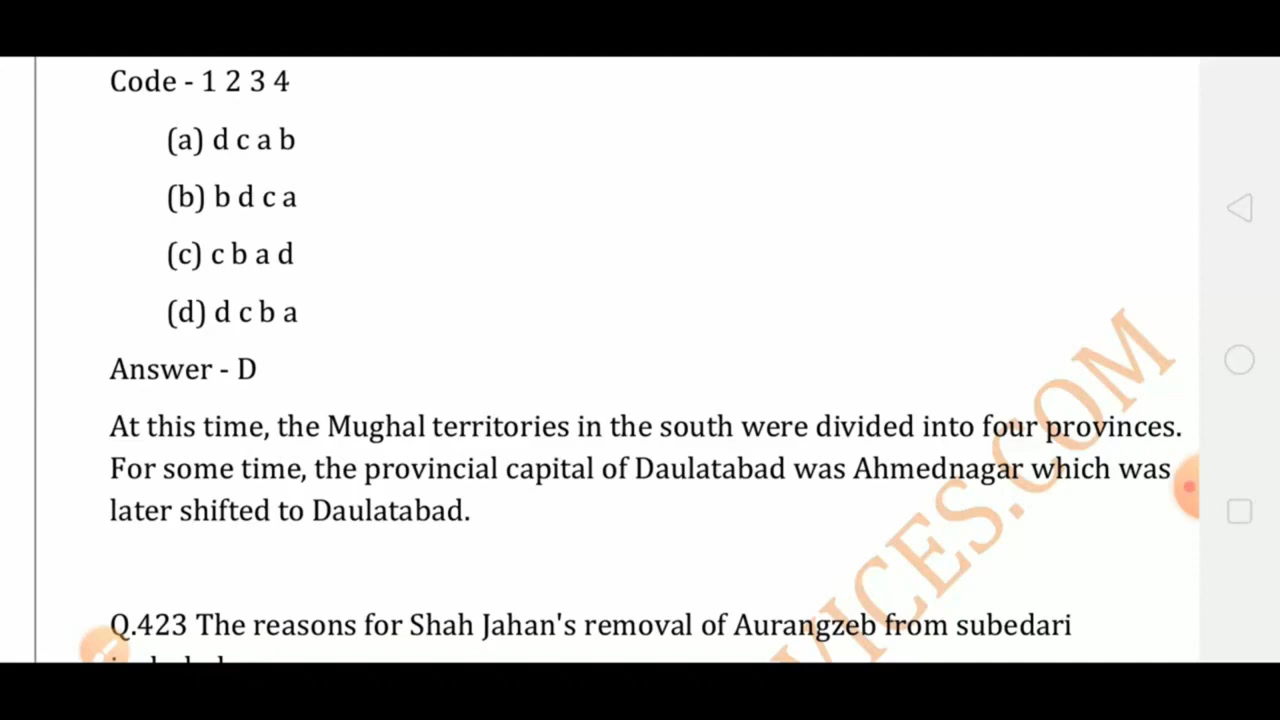 Code - 1 2 3 4
(a) d c a b
(b) b d c a
(c) c b a d
(d) d c b a
Answer - D
At this time, the Mughal territories in the south were divided into four provinces.
For some time, the provincial capital of Daulatabad was Ahmednagar which was
later shifted to Daulatabad.
VICES.COM
Q.423 The reasons for Shah Jahan's removal of Aurangzeb from subedari